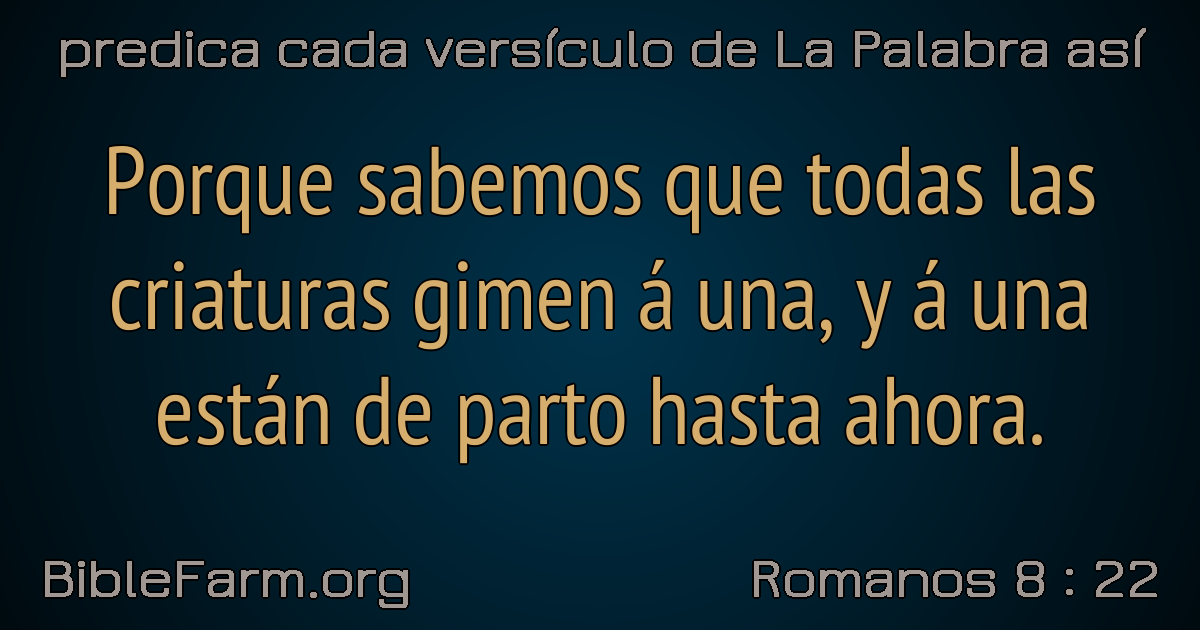 predica cada versículo de La Palabra así
Porque sabemos que todas las
criaturas gimen á una, y á una
están de parto hasta ahora.
BibleFarm.org
Romanos 8 : 22